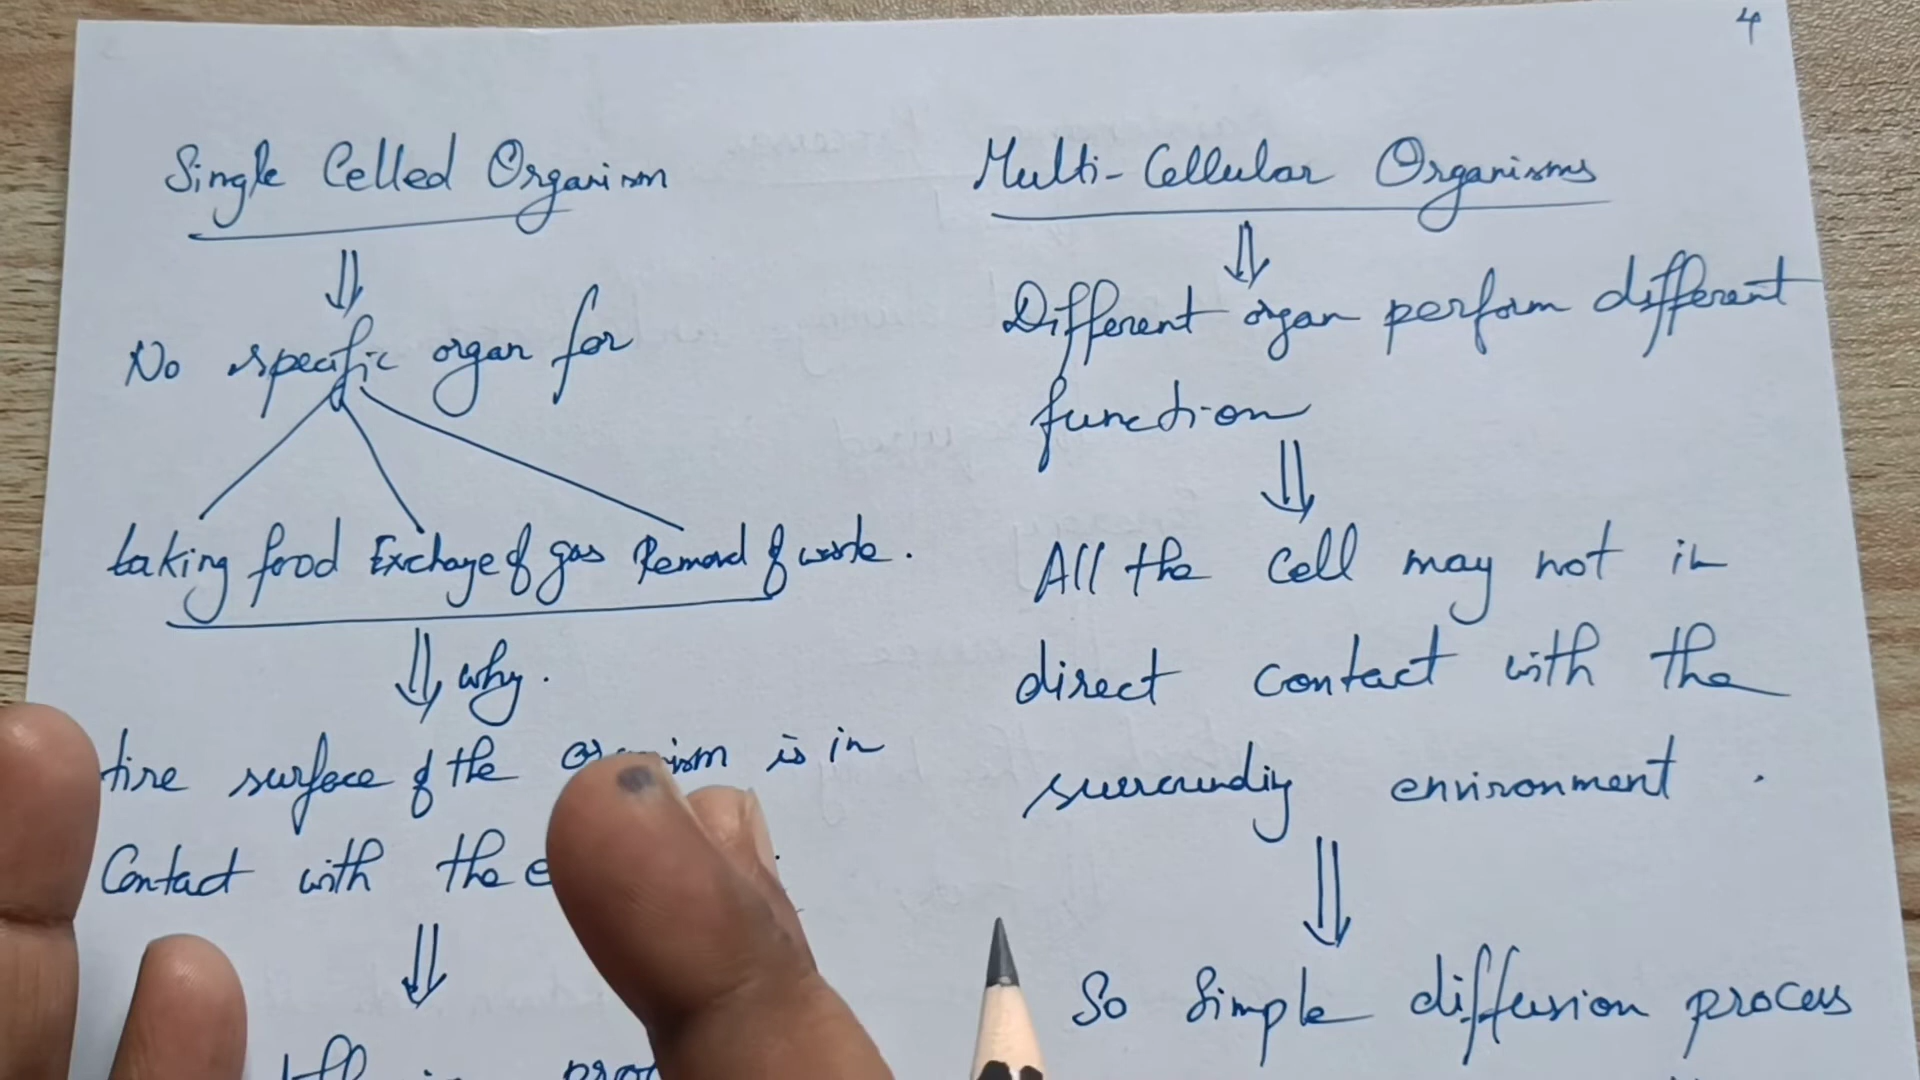 4
Single Celled Organism
No specific organ for
taking food Exchange of gas Removal of waste.
why.
tire surface of the organism is in
Contact with the
Multi-Cellular Organisms
Different organ perform different
function
All the cell may not in
direct contact with the
surrounding environment.
So Simple diffusion process